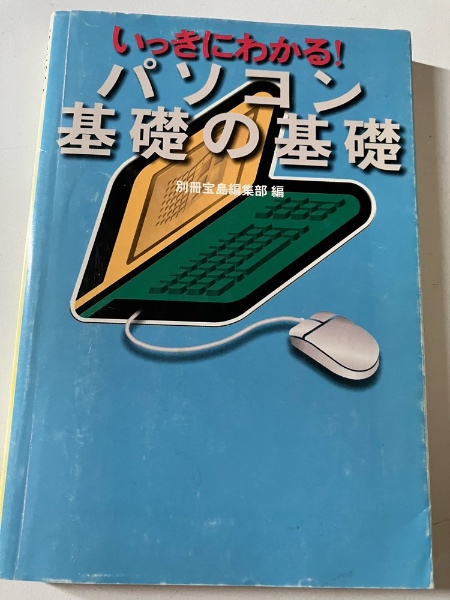 いっきにわかる!
パソコン
基礎の基礎
別冊宝島編集部 編